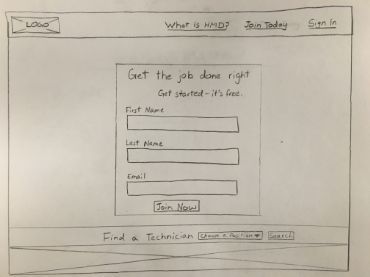 LOGO
What is HMD? Join Today Sign In
Get the job done right
Get started - it's free.
First Name
Last Name
Email
Join Now
Find a Technician Choose a Position Search